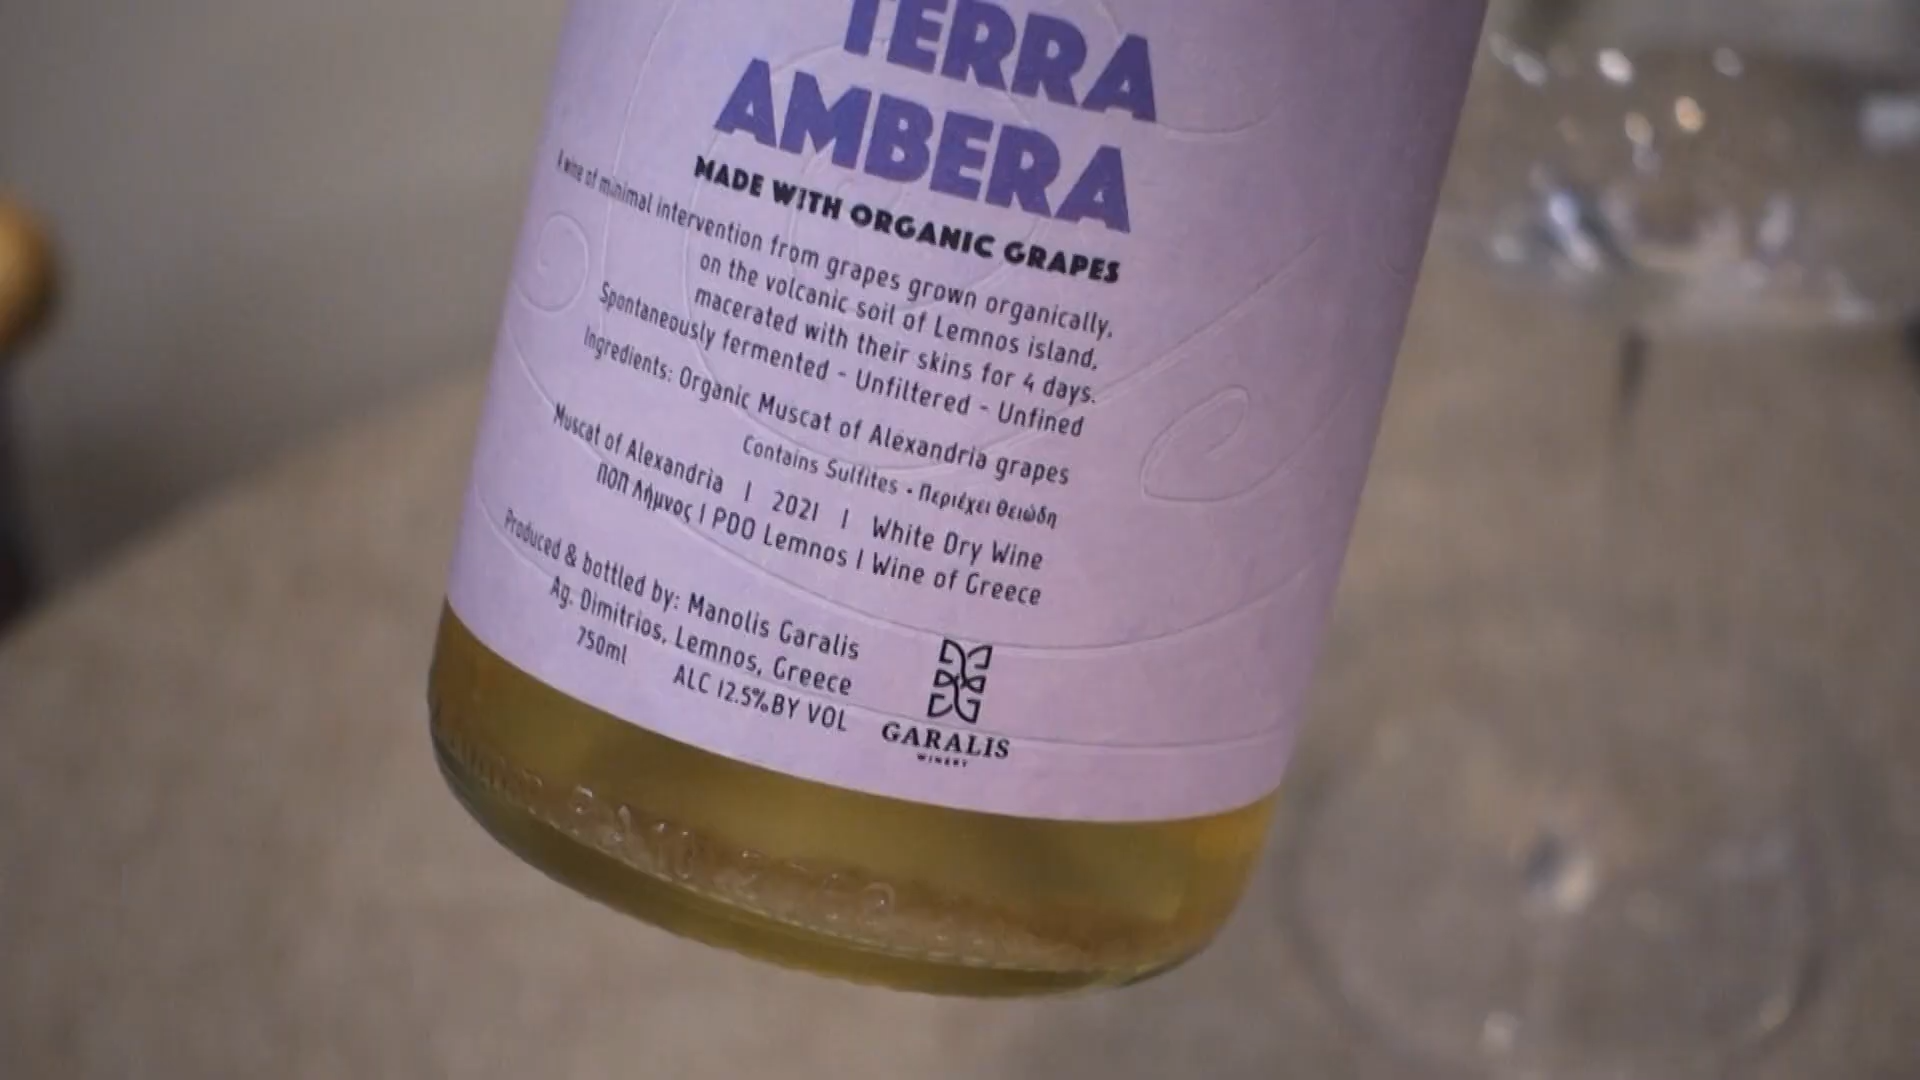 TERRA
AMBERA
MADE WITH ORGANIC GRAPES
A wine of minimal intervention from grapes grown organically,
on the volcanic soil of Lemnos island,
macerated with their skins for 4 days.
Spontaneously fermented - Unfiltered - Unfined
Ingredients: Organic Muscat of Alexandria grapes
Contains Sulfites • Περιέχει Θειώδη
Muscat of Alexandria | 2021 | White Dry Wine
ΠΟΠ Λήμνος | PDO Lemnos | Wine of Greece
Produced & bottled by: Manolis Garalis
Ag. Dimitrios, Lemnos, Greece
750ml ALC 12.5% BY VOL
GARALIS
WINERY